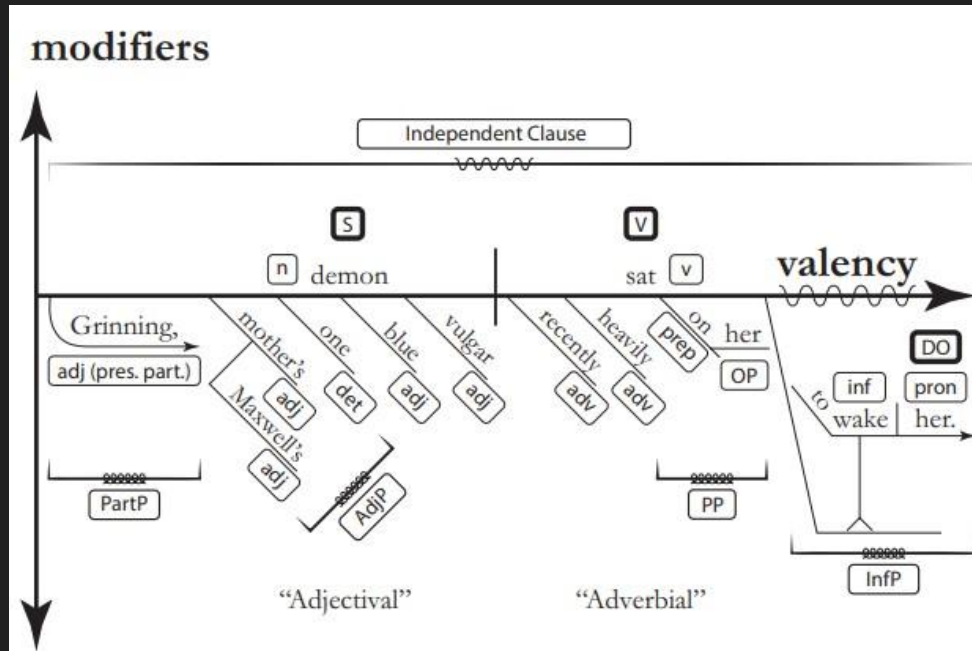 modifiers
Independent Clause
S
V
n demon
sat v
valency
Grinning,
adj (pres. part.)
mother's
adj
Maxwell's
adj
one
det
blue
adj
vulgar
adj
recently
adv
heavily
adv
on
prep
her
OP
DO
to
inf
pron
wake
her.
PartP
AdjP
PP
InfP
“Adjectival”
“Adverbial”